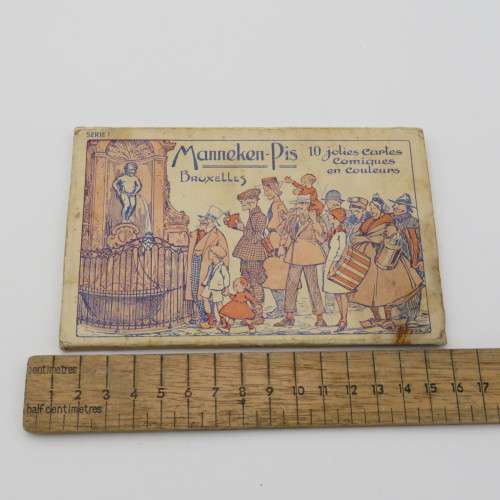 SERIE 1
Manneken-Pis
Bruxelles
10 jolies Cartes
Comiques
en Couleurs
centimetres
1 2 3 4 5 6 7 8 9 10 11 12 13 14 15 16 17
half centimetres